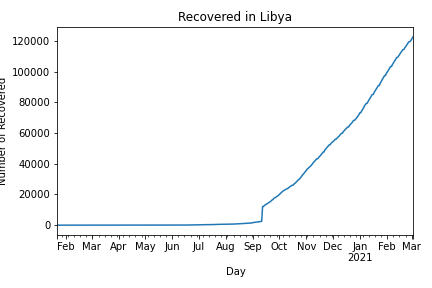 Recovered in Libya
Number of Recovered
120000
100000
80000
60000
40000
20000
0
Feb Mar Apr May Jun Jul Aug Sep Oct Nov Dec Jan Feb Mar
2021
Day